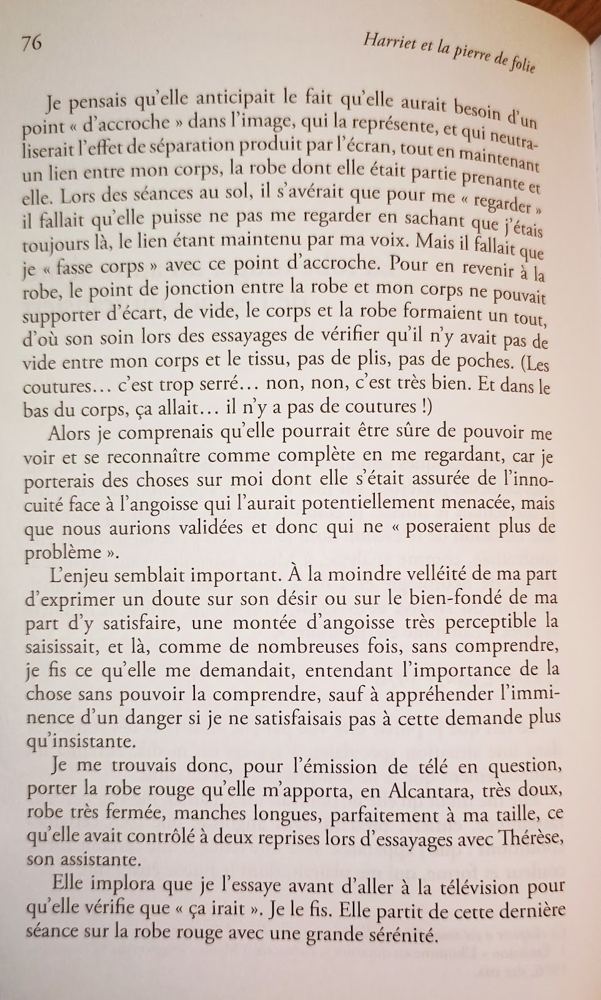 76
Harriet et la pierre de folie
Je pensais qu’elle anticipait le fait qu’elle aurait besoin d’un
point « d’accroche » dans l’image, qui la représente, et qui neutra-
liserait l’effet de séparation produit par l’écran, tout en maintenant
un lien entre mon corps, la robe dont elle était partie prenante et
elle. Lors des séances au sol, il s’avérait que pour me « regarder »
il fallait qu’elle puisse ne pas me regarder en sachant que j’étais
toujours là, le lien étant maintenu par ma voix. Mais il fallait que
je « fasse corps » avec ce point d’accroche. Pour en revenir à la
robe, le point de jonction entre la robe et mon corps ne pouvait
supporter d’écart, de vide, le corps et la robe formaient un tout,
d’où son soin lors des essayages de vérifier qu’il n’y avait pas de
vide entre mon corps et le tissu, pas de plis, pas de poches. (Les
coutures… c’est trop serré… non, non, c’est très bien. Et dans le
bas du corps, ça allait… il n’y a pas de coutures !)
Alors je comprenais qu’elle pourrait être sûre de pouvoir me
voir et se reconnaître comme complète en me regardant, car je
porterais des choses sur moi dont elle s’était assurée de l’inno-
cuité face à l’angoisse qui l’aurait potentiellement menacée, mais
que nous aurions validées et donc qui ne « poseraient plus de
problème ».
L’enjeu semblait important. À la moindre velléité de ma part
d’exprimer un doute sur son désir ou sur le bien-fondé de ma
part d’y satisfaire, une montée d’angoisse très perceptible la
saisissait, et là, comme de nombreuses fois, sans comprendre,
je fis ce qu’elle me demandait, entendant l’importance de la
chose sans pouvoir la comprendre, sauf à appréhender l’immi-
nence d’un danger si je ne satisfaisais pas à cette demande plus
qu’insistante.
Je me trouvais donc, pour l’émission de télé en question,
porter la robe rouge qu’elle m’apporta, en Alcantara, très doux,
robe très fermée, manches longues, parfaitement à ma taille, ce
qu’elle avait contrôlé à deux reprises lors d’essayages avec Thérèse,
son assistante.
Elle implora que je l’essaye avant d’aller à la télévision pour
qu’elle vérifie que « ça irait ». Je le fis. Elle partit de cette dernière
séance sur la robe rouge avec une grande sérénité.